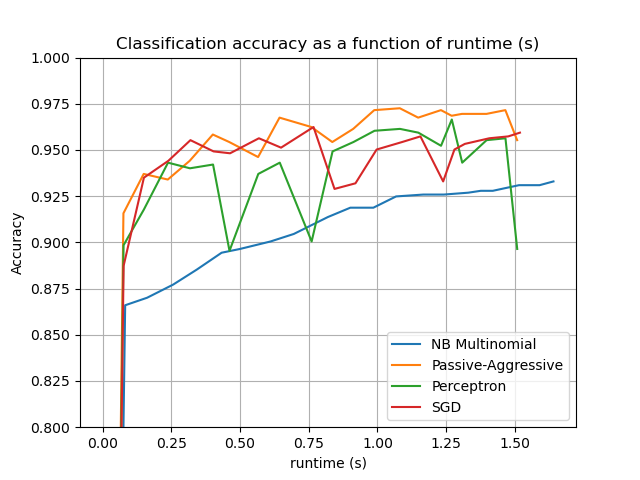 Classification accuracy as a function of runtime (s)
1.000
0.975
0.950
0.925
0.900
0.875
0.850
0.825
0.800
Accuracy
NB Multinomial
Passive-Aggressive
Perceptron
SGD
0.00 0.25 0.50 0.75 1.00 1.25 1.50
runtime (s)